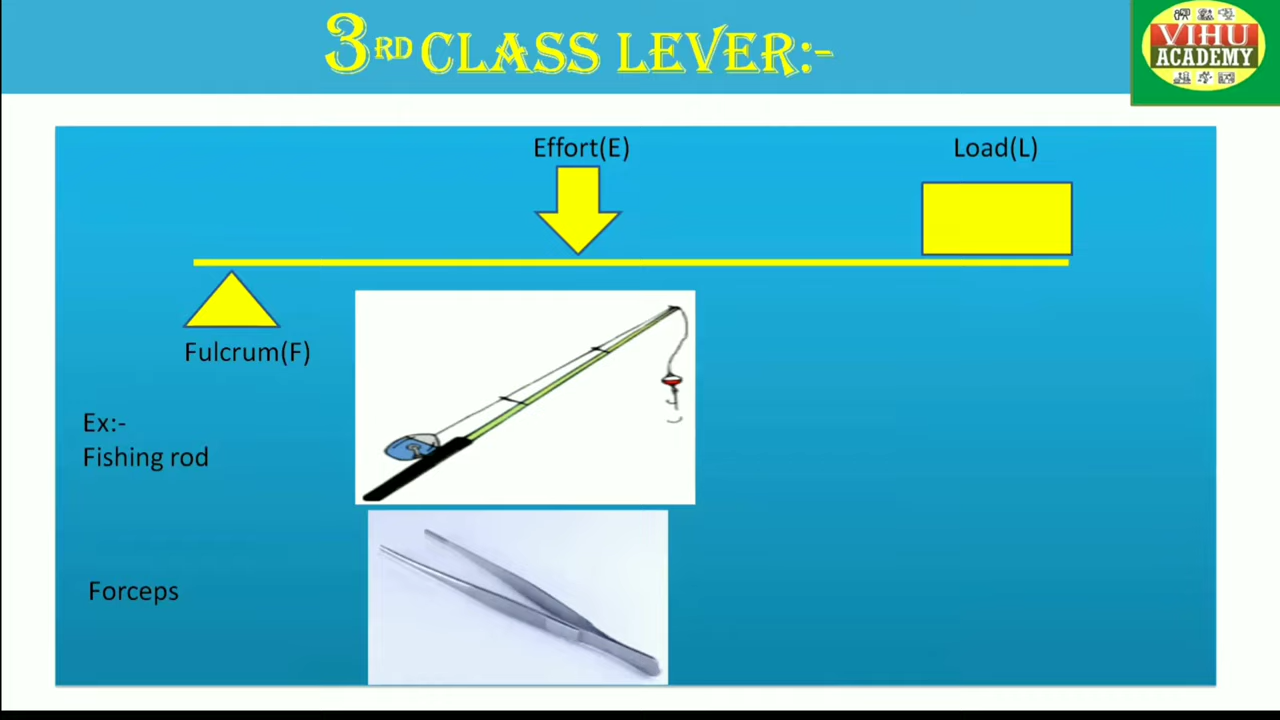 3RD CLASS LEVER:-
VIHU
ACADEMY
Effort(E)
Load(L)
Fulcrum(F)
Ex:-
Fishing rod
Forceps